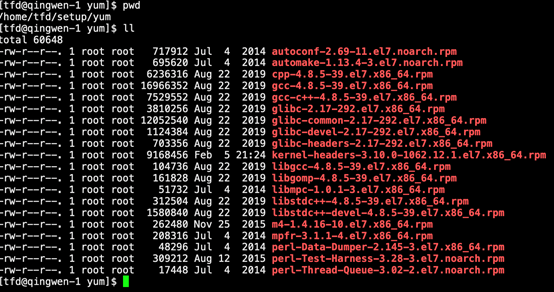 [tfd@qingwen-1 yum]$ pwd
/home/tfd/setup/yum
[tfd@qingwen-1 yum]$ ll
total 60648
-rw-r--r--. 1 root root 717912 Jul 4 2014 autoconf-2.69-11.el7.noarch.rpm
-rw-r--r--. 1 root root 695620 Jul 4 2014 automake-1.13.4-3.el7.noarch.rpm
-rw-r--r--. 1 root root 6236316 Aug 22 2019 cpp-4.8.5-39.el7.x86_64.rpm
-rw-r--r--. 1 root root 16966352 Aug 22 2019 gcc-4.8.5-39.el7.x86_64.rpm
-rw-r--r--. 1 root root 7529552 Aug 22 2019 gcc-c++-4.8.5-39.el7.x86_64.rpm
-rw-r--r--. 1 root root 3810256 Aug 22 2019 glibc-2.17-292.el7.x86_64.rpm
-rw-r--r--. 1 root root 12052540 Aug 22 2019 glibc-common-2.17-292.el7.x86_64.rpm
-rw-r--r--. 1 root root 1124384 Aug 22 2019 glibc-devel-2.17-292.el7.x86_64.rpm
-rw-r--r--. 1 root root 703356 Aug 22 2019 glibc-headers-2.17-292.el7.x86_64.rpm
-rw-r--r--. 1 root root 9168456 Feb 5 21:24 kernel-headers-3.10.0-1062.12.1.el7.x86_64.rpm
-rw-r--r--. 1 root root 104736 Aug 22 2019 libgcc-4.8.5-39.el7.x86_64.rpm
-rw-r--r--. 1 root root 161828 Aug 22 2019 libgomp-4.8.5-39.el7.x86_64.rpm
-rw-r--r--. 1 root root 51732 Jul 4 2014 libmpc-1.0.1-3.el7.x86_64.rpm
-rw-r--r--. 1 root root 312504 Aug 22 2019 libstdc++-4.8.5-39.el7.x86_64.rpm
-rw-r--r--. 1 root root 1580840 Aug 22 2019 libstdc++-devel-4.8.5-39.el7.x86_64.rpm
-rw-r--r--. 1 root root 262480 Nov 25 2015 m4-1.4.16-10.el7.x86_64.rpm
-rw-r--r--. 1 root root 208316 Jul 4 2014 mpfr-3.1.1-4.el7.x86_64.rpm
-rw-r--r--. 1 root root 48296 Jul 4 2014 perl-Data-Dumper-2.145-3.el7.x86_64.rpm
-rw-r--r--. 1 root root 309212 Aug 12 2015 perl-Test-Harness-3.28-3.el7.noarch.rpm
-rw-r--r--. 1 root root 17448 Jul 4 2014 perl-Thread-Queue-3.02-2.el7.noarch.rpm
[tfd@qingwen-1 yum]$